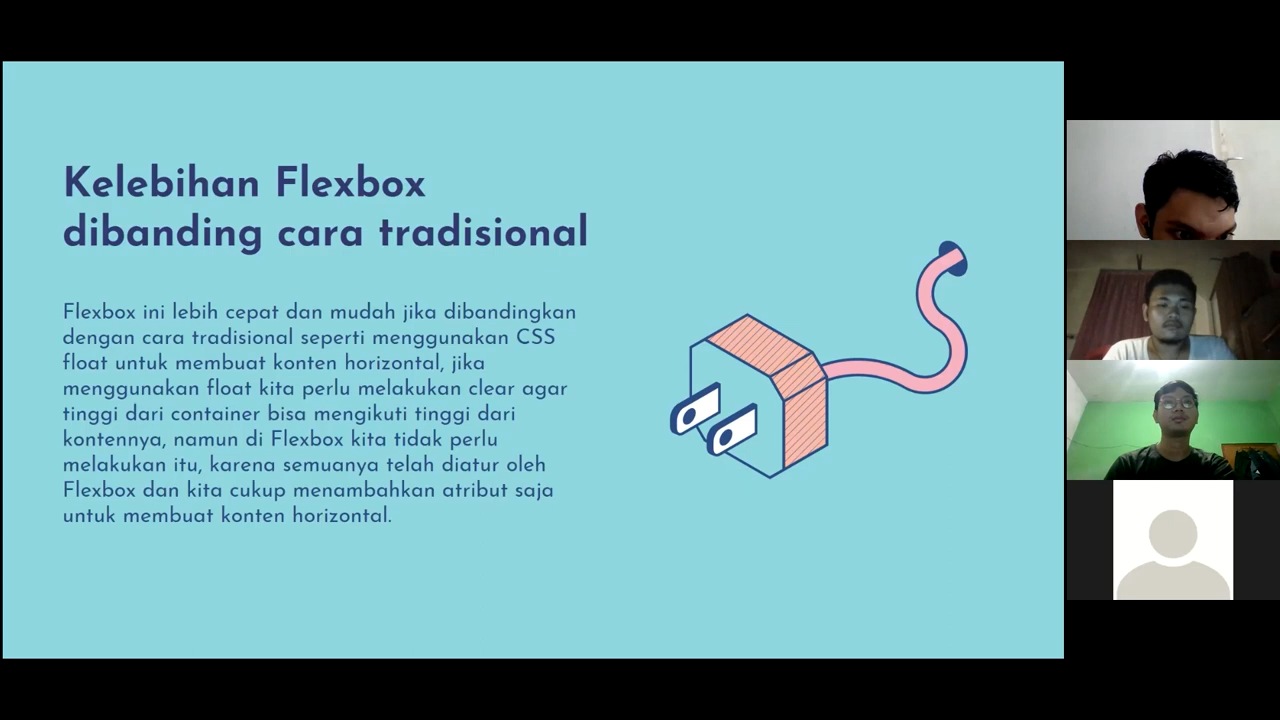 Kelebihan Flexbox
dibanding cara tradisional
Flexbox ini lebih cepat dan mudah jika dibandingkan
dengan cara tradisional seperti menggunakan CSS
float untuk membuat konten horizontal, jika
menggunakan float kita perlu melakukan clear agar
tinggi dari container bisa mengikuti tinggi dari
kontennya, namun di Flexbox kita tidak perlu
melakukan itu, karena semuanya telah diatur oleh
Flexbox dan kita cukup menambahkan atribut saja
untuk membuat konten horizontal.